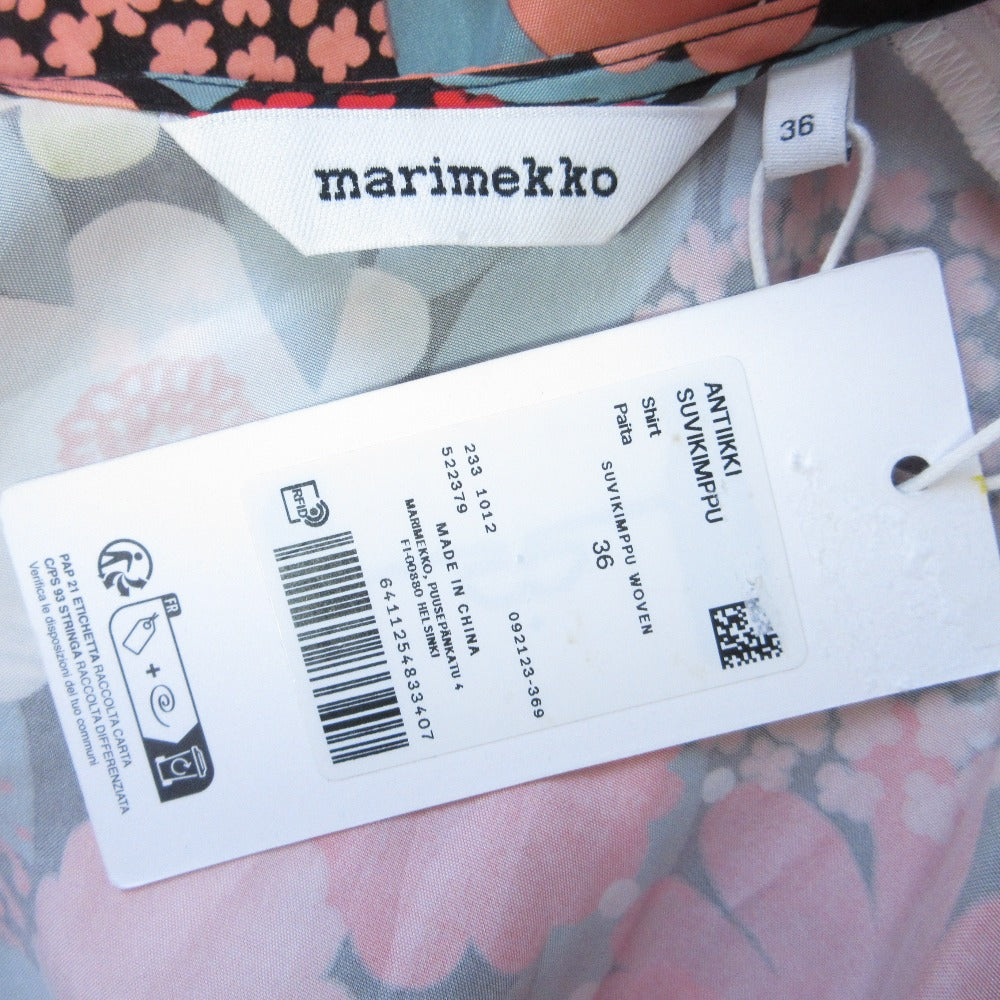 marimekko
36
ANTIIKKI
SUVIKIMPPU
Shirt
Paita
SUVIKIMPPU WOVEN
36
092123-369
233 1012
522379
MADE IN CHINA
MARIMEKKO, PUUSEPÄNKATU 4
FI-00880 HELSINKI
6411254833407
RFID
FR
+
PAP 21 ETICHETTA RACCOLTA CARTA
C/PS 93 STRINGA RACCOLTA DIFFERENZIATA
Verifica le disposizioni del tuo communi